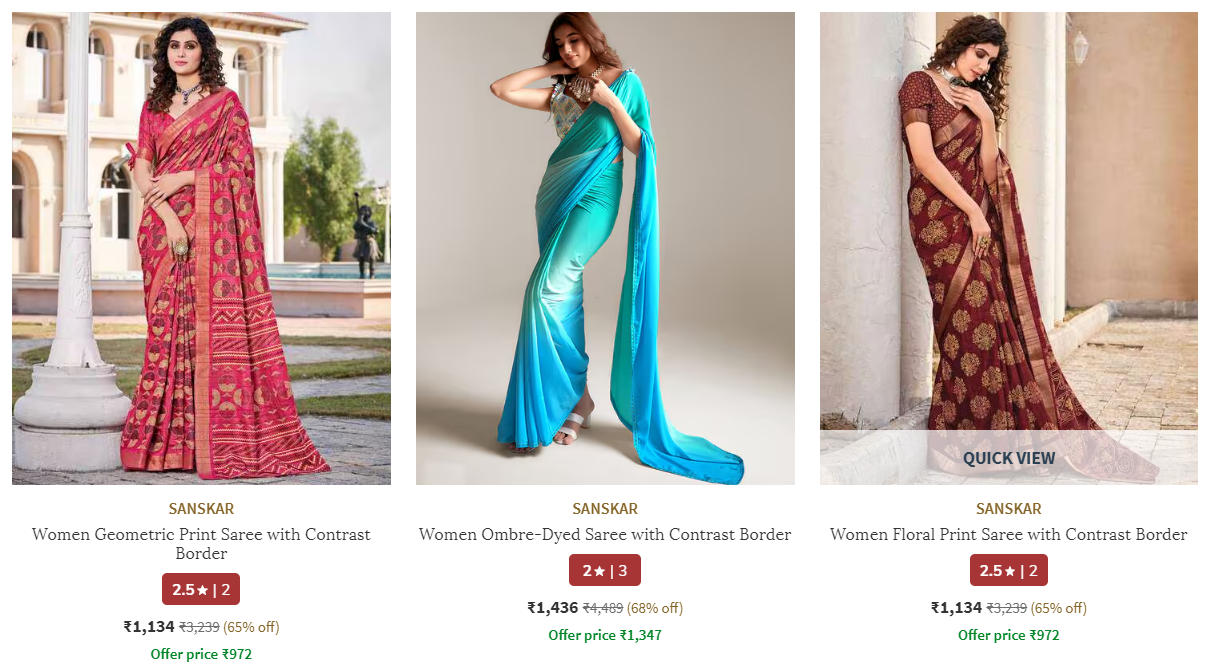 SANSKAR
Women Geometric Print Saree with Contrast
Border
2.5★ | 2
₹1,134 ₹3,239 (65% off)
Offer price ₹972
SANSKAR
Women Ombre-Dyed Saree with Contrast Border
2★ | 3
₹1,436 ₹4,489 (68% off)
Offer price ₹1,347
QUICK VIEW
SANSKAR
Women Floral Print Saree with Contrast Border
2.5★ | 2
₹1,134 ₹3,239 (65% off)
Offer price ₹972